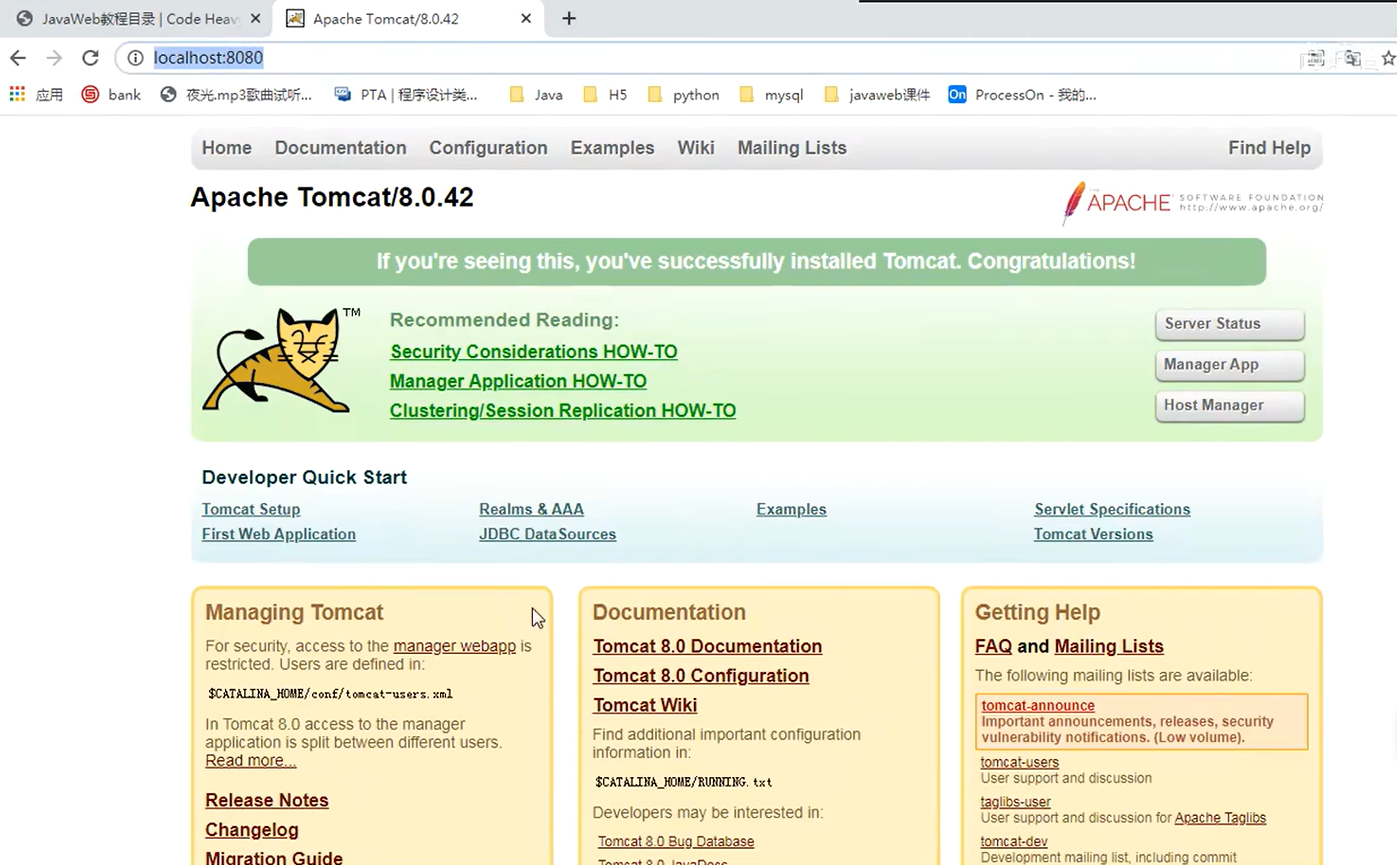 JavaWeb教程目录 | Code Heav
Apache Tomcat/8.0.42
localhost:8080
应用
bank
夜光.mp3歌曲试听...
PTA | 程序设计类...
Java
H5
python
mysql
javaweb课件
On
ProcessOn - 我的...
Home Documentation Configuration Examples Wiki Mailing Lists Find Help
Apache Tomcat/8.0.42
THE APACHE SOFTWARE FOUNDATION
http://www.apache.org/
If you're seeing this, you've successfully installed Tomcat. Congratulations!
TM
Recommended Reading:
Security Considerations HOW-TO
Manager Application HOW-TO
Clustering/Session Replication HOW-TO
Server Status
Manager App
Host Manager
Developer Quick Start
Tomcat Setup
First Web Application
Realms & AAA
JDBC DataSources
Examples
Servlet Specifications
Tomcat Versions
Managing Tomcat
For security, access to the manager webapp is
restricted. Users are defined in:
$CATALINA_HOME/conf/tomcat-users.xml
In Tomcat 8.0 access to the manager
application is split between different users.
Read more...
Release Notes
Changelog
Migration Guide
Documentation
Tomcat 8.0 Documentation
Tomcat 8.0 Configuration
Tomcat Wiki
Find additional important configuration
information in:
$CATALINA_HOME/RUNNING.txt
Developers may be interested in:
Tomcat 8.0 Bug Database
Tomcat 8.0 JavaDocs
Getting Help
FAQ and Mailing Lists
The following mailing lists are available:
tomcat-announce
Important announcements, releases, security
vulnerability notifications. (Low volume).
tomcat-users
User support and discussion
taglibs-user
User support and discussion for Apache Taglibs
tomcat-dev
Development mailing list, including commit